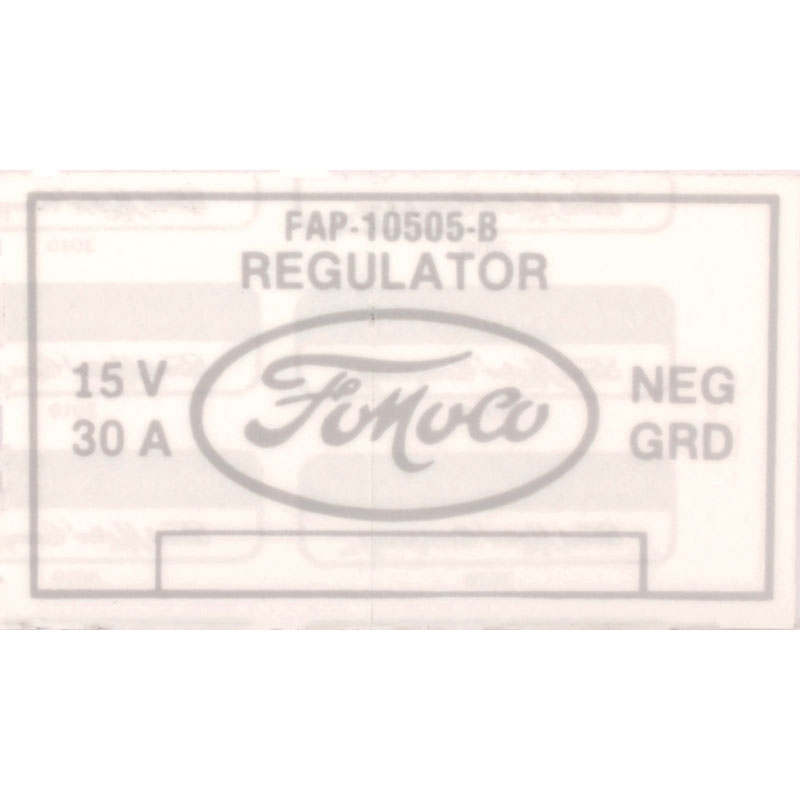 FAP-10505-B
REGULATOR
15 V
30 A
FoMoCo
NEG
GRD